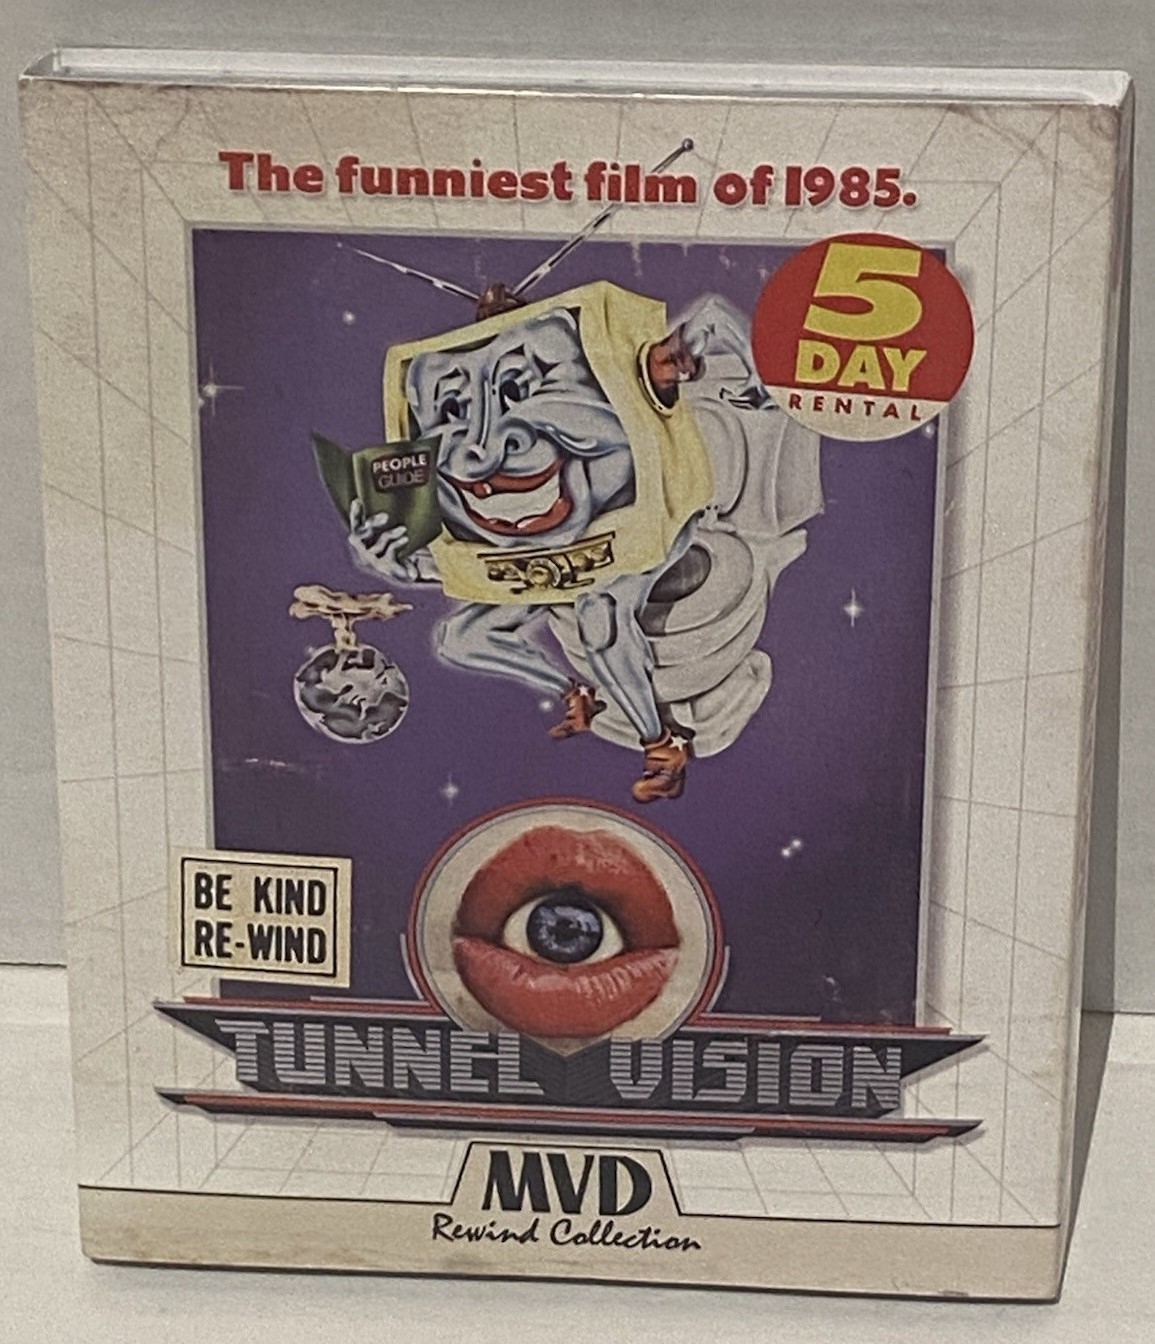 The funniest film of 1985.
5
DAY
RENTAL
PEOPLE
GUIDE
BE KIND
RE-WIND
TUNNEL VISION
MVD
Rewind Collection